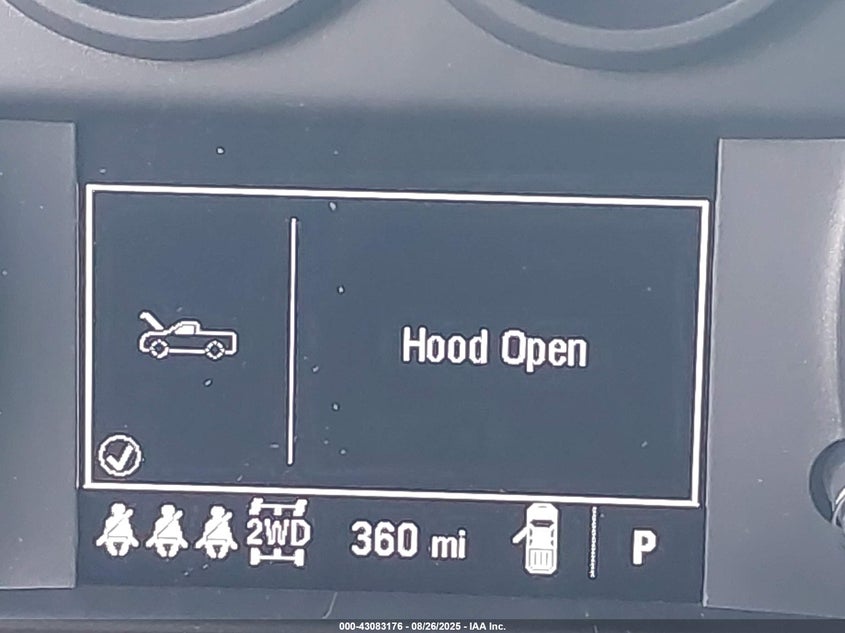 Hood Open
2WD
360 mi
P
000-43083176 - 08/26/2025 - IAA Inc.